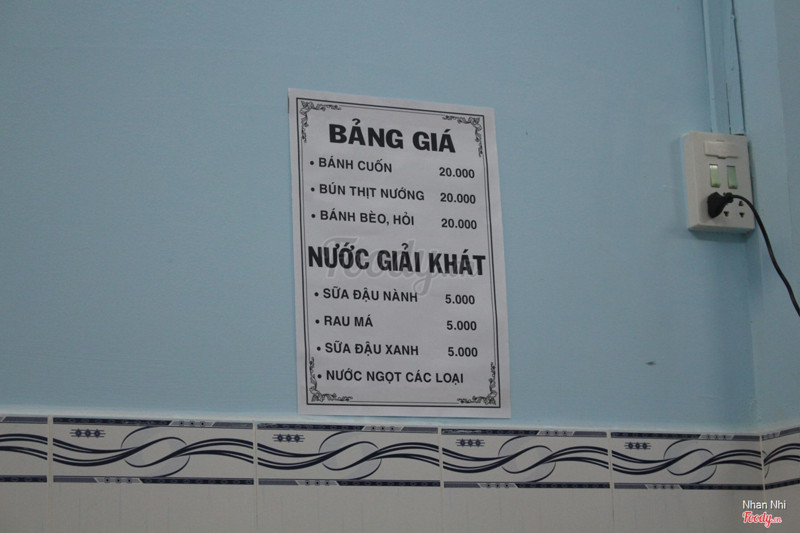 BẢNG GIÁ
• BÁNH CUỐN 20.000
• BÚN THỊT NƯỚNG 20.000
• BÁNH BÈO, HỎI 20.000
NƯỚC GIẢI KHÁT
• SỮA ĐẬU NÀNH 5.000
• RAU MÁ 5.000
• SỮA ĐẬU XANH 5.000
• NƯỚC NGỌT CÁC LOẠI
Foody.vn
Nhan Nhi
Foody.vn